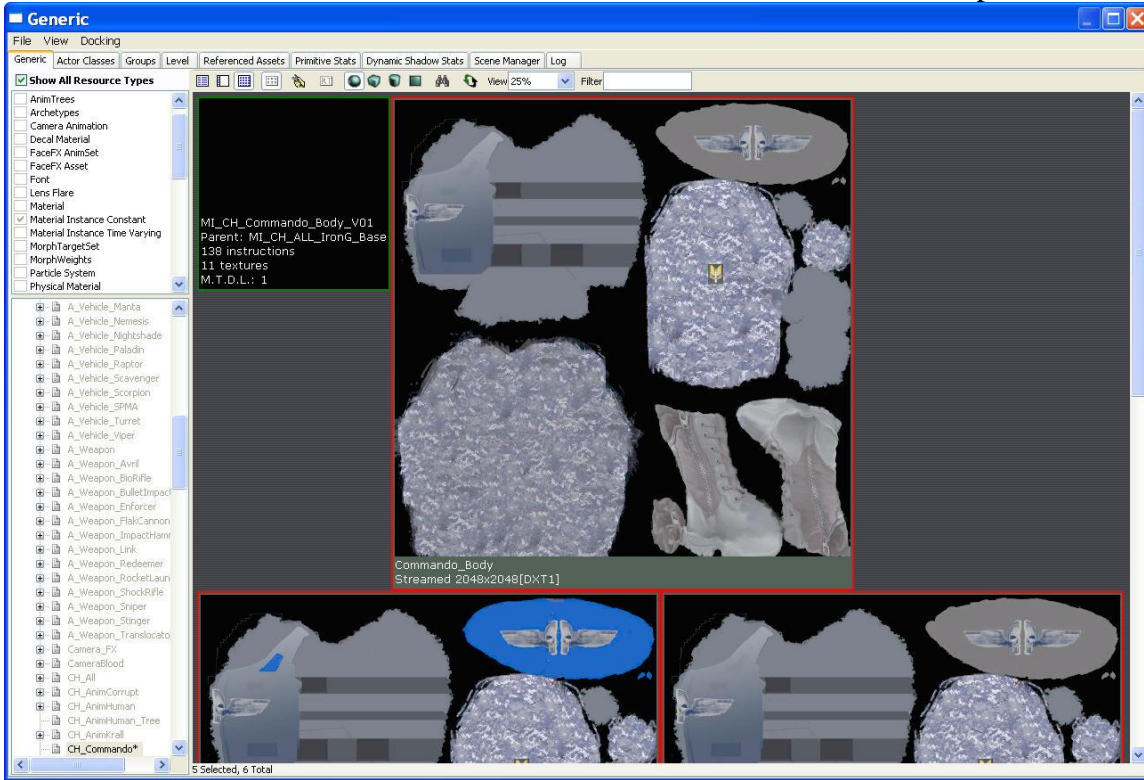 Generic
File View Docking
Generic Actor Classes Groups Level Referenced Assets Primitive Stats Dynamic Shadow Stats Scene Manager Log
Show All Resource Types
View 25% Filter
AnimTrees
Archetypes
Camera Animation
Decal Material
FaceFX AnimSet
FaceFX Asset
Font
Lens Flare
Material
Material Instance Constant
Material Instance Time Varying
MorphTargetSet
MorphWeights
Particle System
Physical Material
A_Vehicle_Manta
A_Vehicle_Nemesis
A_Vehicle_Nightshade
A_Vehicle_Paladin
A_Vehicle_Raptor
A_Vehicle_Scavenger
A_Vehicle_Scorpion
A_Vehicle_SPMA
A_Vehicle_Turret
A_Vehicle_Viper
A_Weapon
A_Weapon_Avril
A_Weapon_BioRifle
A_Weapon_BulletImpact
A_Weapon_Enforcer
A_Weapon_FlakCannon
A_Weapon_ImpactHamr
A_Weapon_Link
A_Weapon_Redeemer
A_Weapon_RocketLaun
A_Weapon_ShockRifle
A_Weapon_Sniper
A_Weapon_Stinger
A_Weapon_Translocato
Camera_FX
CameraBlood
CH_All
CH_AnimCorrupt
CH_AnimHuman
CH_AnimHuman_Tree
CH_AnimKrall
CH_Commando*
MI_CH_Commando_Body_V01
Parent: MI_CH_ALL_IronG_Base
138 instructions
11 textures
M.T.D.L.: 1
Commando_Body
Streamed 2048x2048[DXT1]
5 Selected, 6 Total